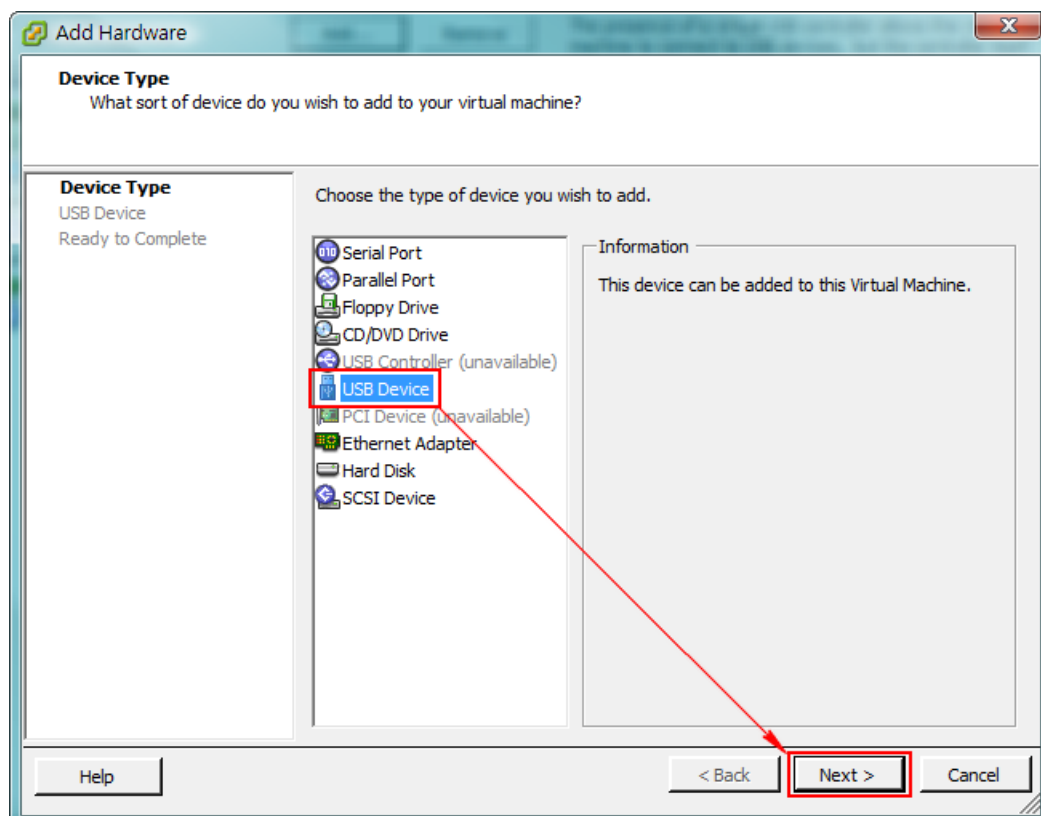 Add Hardware
Device Type
What sort of device do you wish to add to your virtual machine?
Device Type
USB Device
Ready to Complete
Choose the type of device you wish to add.
Serial Port
Parallel Port
Floppy Drive
CD/DVD Drive
USB Controller (unavailable)
USB Device
PCI Device (unavailable)
Ethernet Adapter
Hard Disk
SCSI Device
Information
This device can be added to this Virtual Machine.
Help
< Back
Next >
Cancel